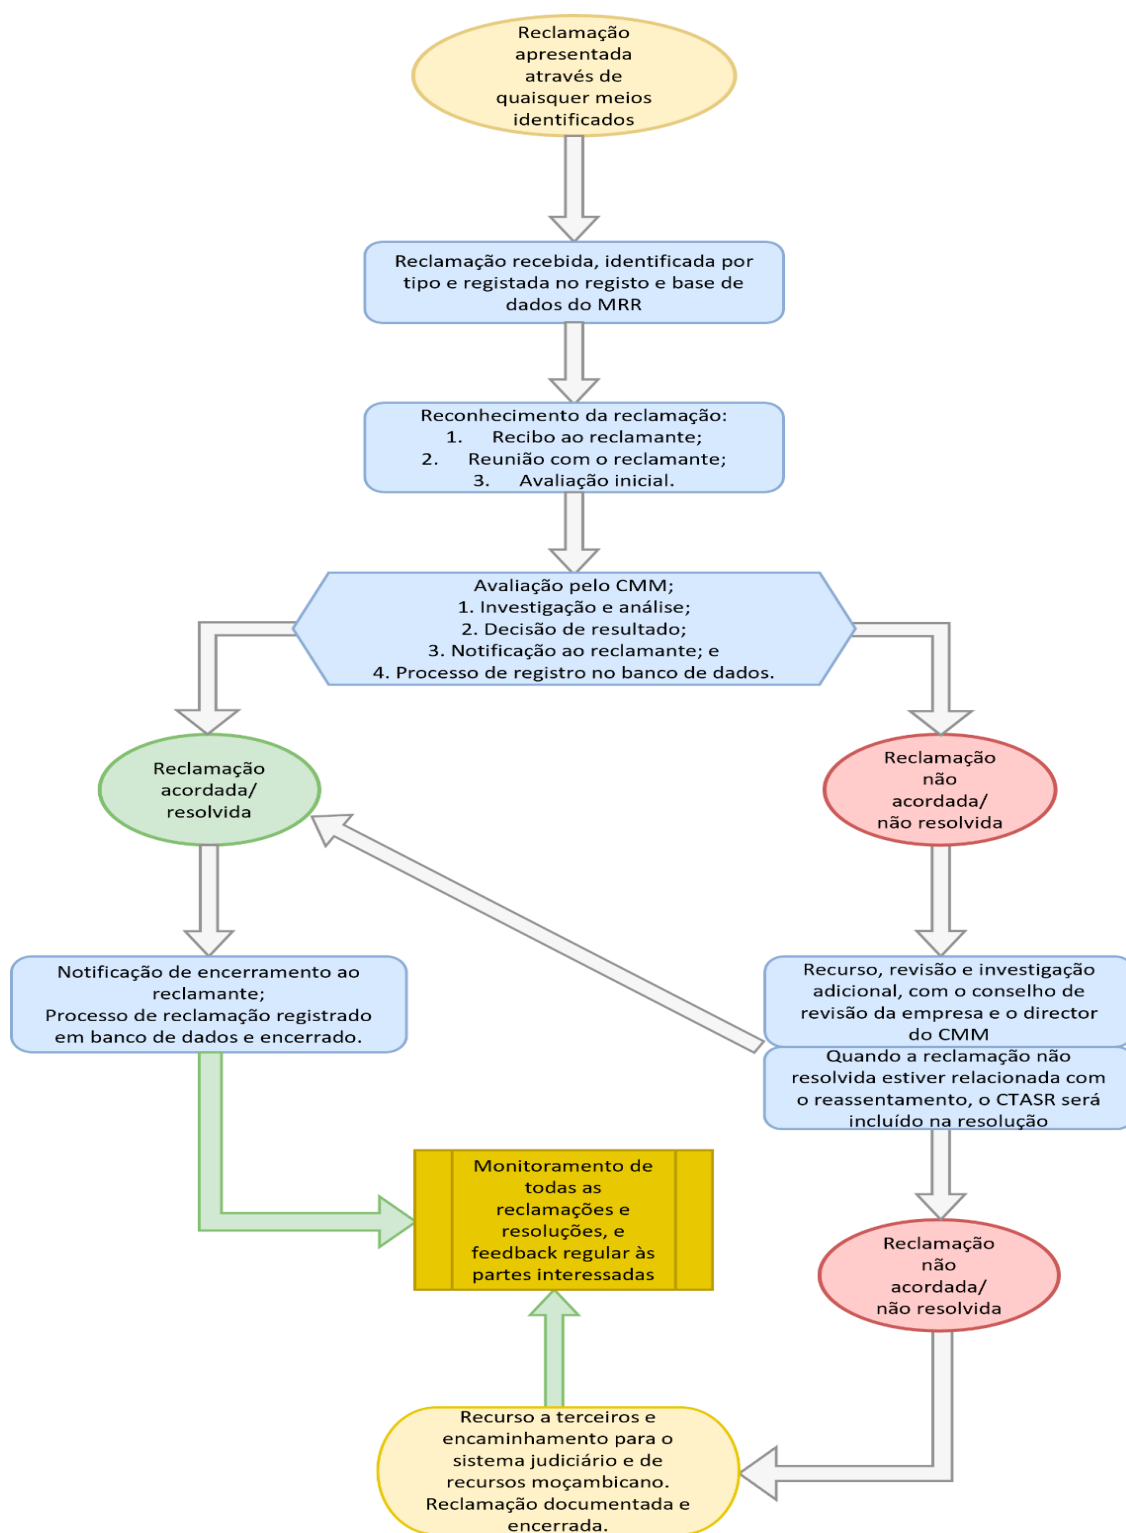 Reclamação
apresentada
através de
quaisquer meios
identificados
Reclamação recebida, identificada por
tipo e registada no registo e base de
dados do MRR
Reconhecimento da reclamação:
1. Recibo ao reclamante;
2. Reunião com o reclamante;
3. Avaliação inicial.
Avaliação pelo CMM;
1. Investigação e análise;
2. Decisão de resultado;
3. Notificação ao reclamante; e
4. Processo de registro no banco de dados.
Reclamação
acordada/
resolvida
Reclamação
não
acordada/
não resolvida
Notificação de encerramento ao
reclamante;
Processo de reclamação registrado
em banco de dados e encerrado.
Recurso, revisão e investigação
adicional, com o conselho de
revisão da empresa e o director
do CMM
Quando a reclamação não
resolvida estiver relacionada com
o reassentamento, o CTASR será
incluído na resolução
Monitoramento de
todas as
reclamações e
resoluções, e
feedback regular às
partes interessadas
Reclamação
não
acordada/
não resolvida
Recurso a terceiros e
encaminhamento para o
sistema judiciário e de
recursos moçambicano.
Reclamação documentada e
encerrada.